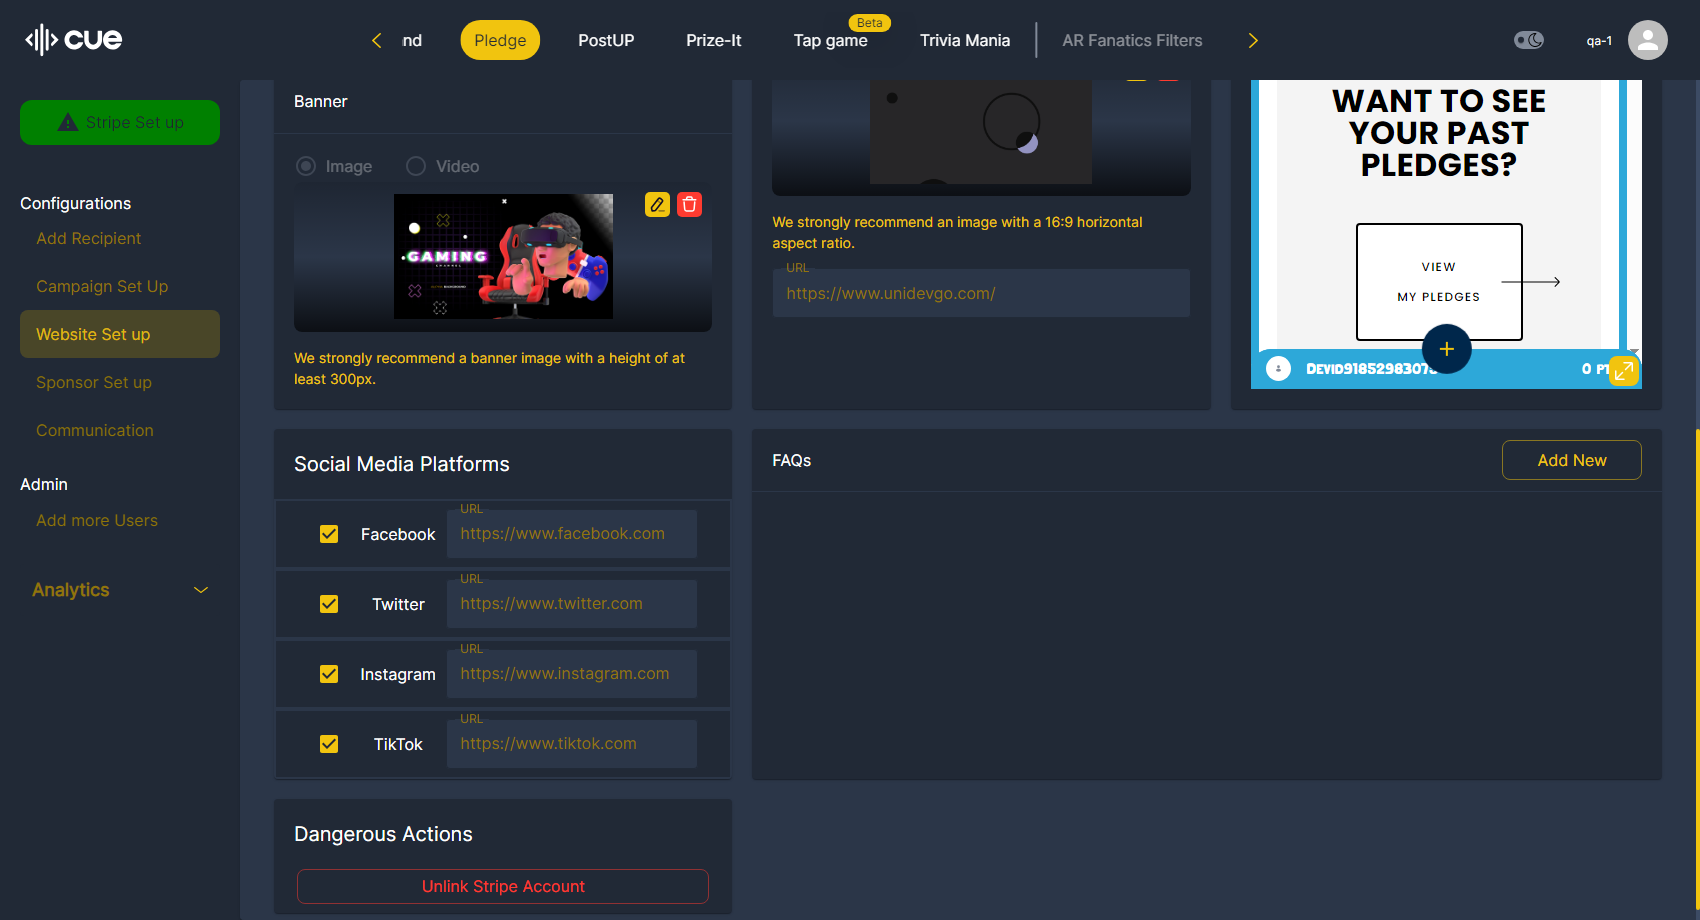 cue
nd
Pledge
PostUP
Prize-It
Beta
Tap game
Trivia Mania
AR Fanatics Filters
qa-1
Stripe Set up
Configurations
Add Recipient
Campaign Set Up
Website Set up
Sponsor Set up
Communication
Admin
Add more Users
Analytics
Banner
Image
Video
GAMING
We strongly recommend a banner image with a height of at
least 300px.
We strongly recommend an image with a 16:9 horizontal
aspect ratio.
URL
https://www.unidevgo.com/
WANT TO SEE
YOUR PAST
PLEDGES?
VIEW
MY PLEDGES
DEVID9185298307
0 PT
Social Media Platforms
Facebook
URL
https://www.facebook.com
Twitter
URL
https://www.twitter.com
Instagram
URL
https://www.instagram.com
TikTok
URL
https://www.tiktok.com
FAQs
Add New
Dangerous Actions
Unlink Stripe Account